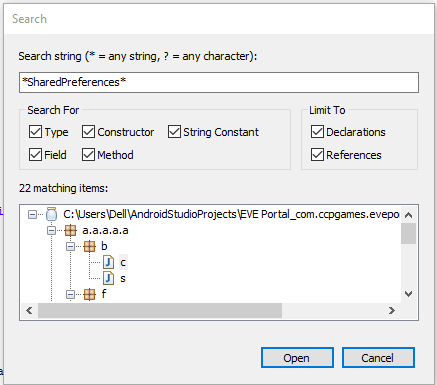 Search
Search string (* = any string, ? = any character):
*SharedPreferences*
Search For
Limit To
Type
Constructor
String Constant
Declarations
Field
Method
References
22 matching items:
C:\Users\Dell\AndroidStudioProjects\EVE Portal_com.ccpgames.evepo
a.a.a.a.a
b
c
s
f
Open
Cancel